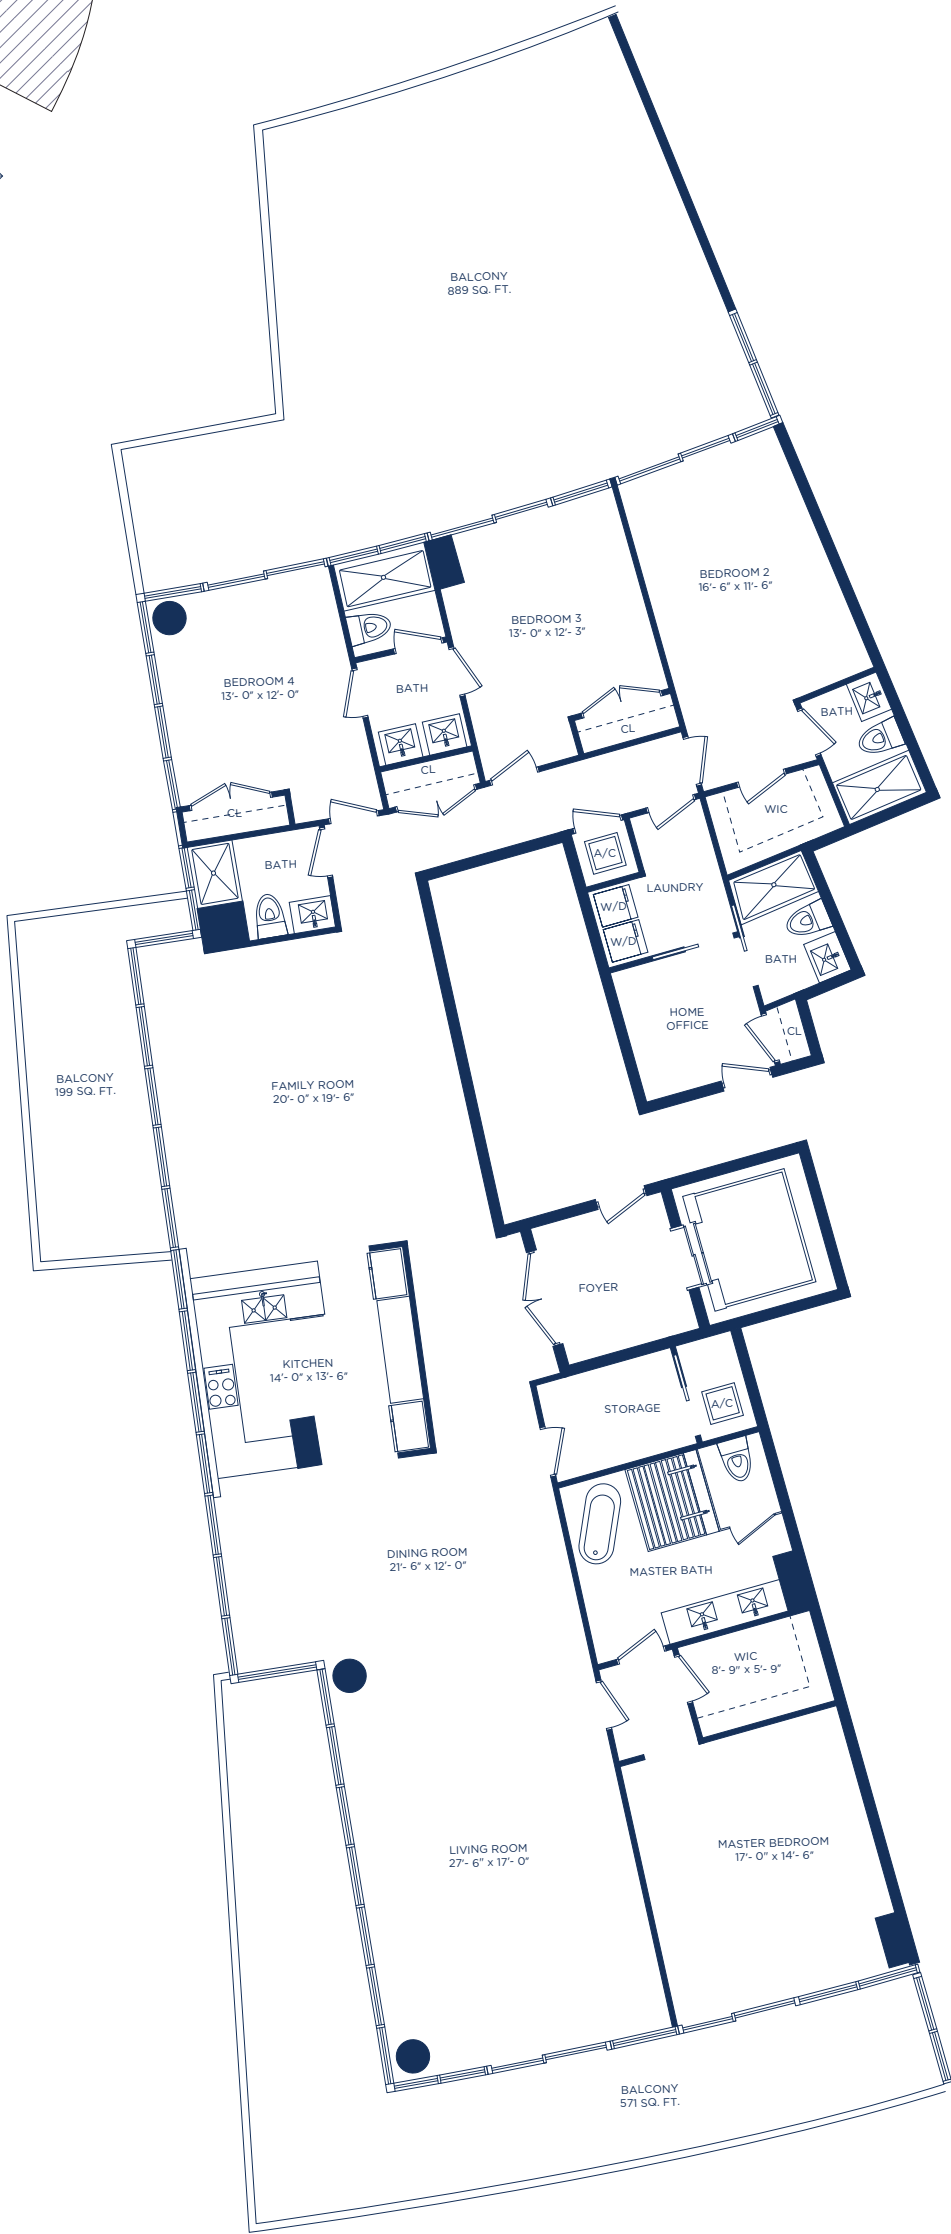 BALCONY
889 SQ. FT.
BEDROOM 2
16'- 6" x 11'- 6"
BEDROOM 3
13'- 0" x 12'- 3"
BEDROOM 4
13'- 0" x 12'- 0"
BATH
BATH
CL
CL
CL
WIC
A/C
BATH
LAUNDRY
W/D
W/D
BATH
HOME
OFFICE
CL
BALCONY
199 SQ. FT.
FAMILY ROOM
20'- 0" x 19'- 6"
FOYER
KITCHEN
14'- 0" x 13'- 6"
STORAGE
A/C
DINING ROOM
21'- 6" x 12'- 0"
MASTER BATH
WIC
8'- 9" x 5'- 9"
LIVING ROOM
27'- 6" x 17'- 0"
MASTER BEDROOM
17'- 0" x 14'- 6"
BALCONY
571 SQ. FT.